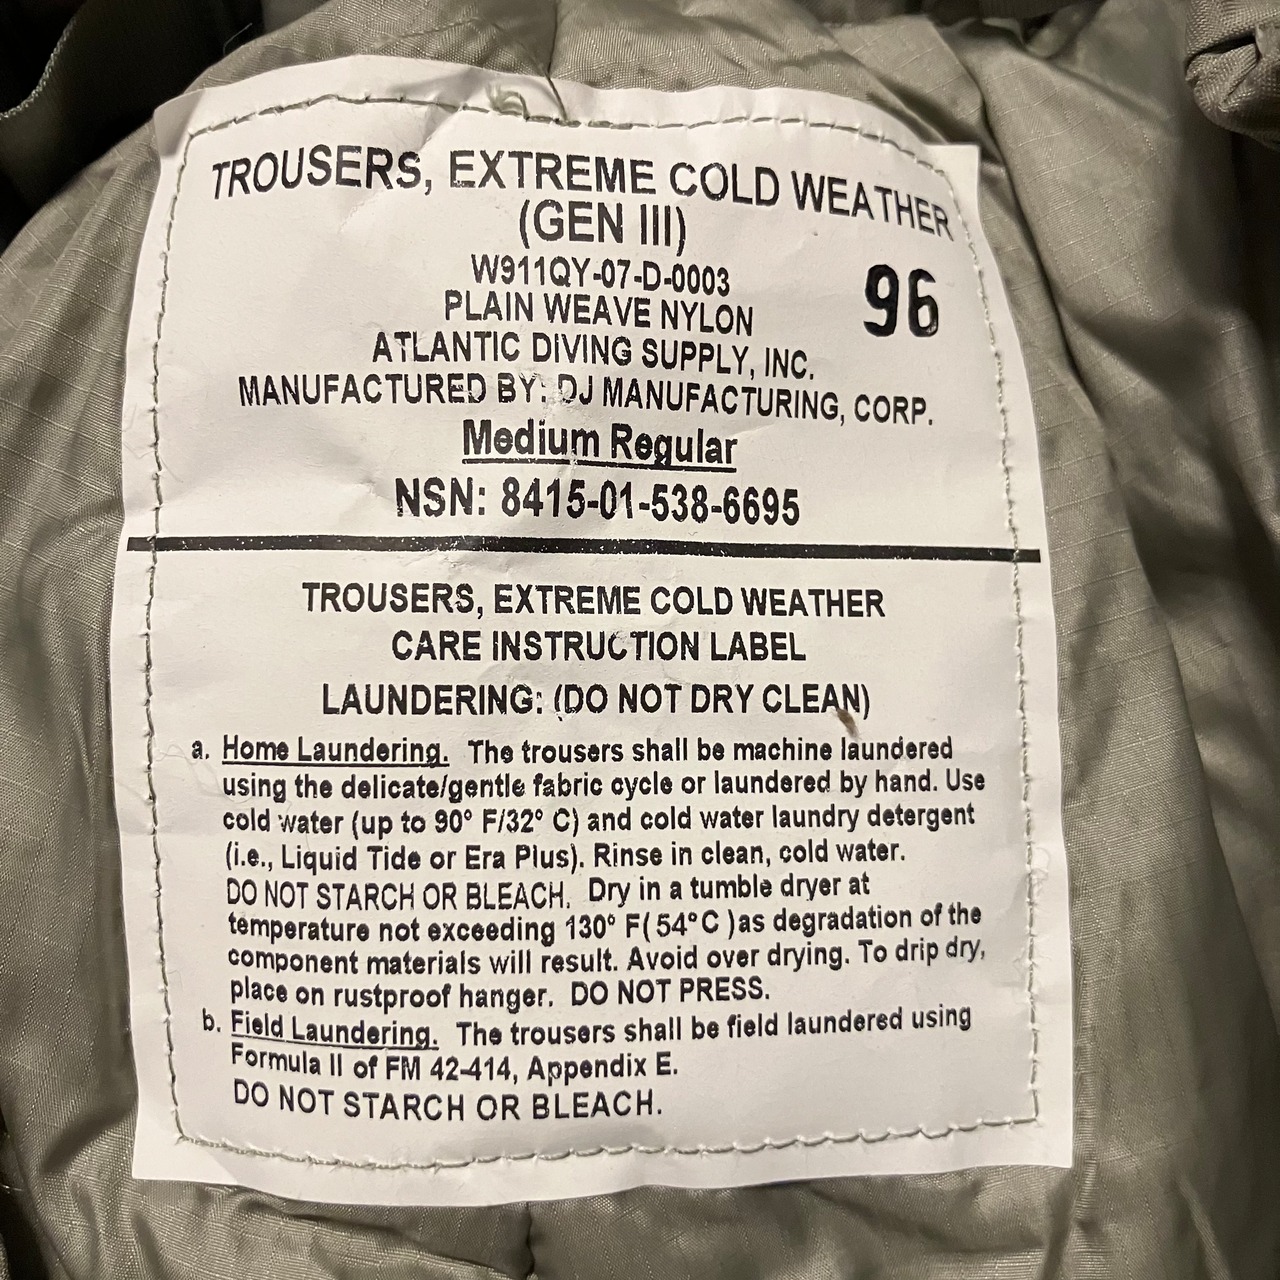 TROUSERS, EXTREME COLD WEATHER
(GEN III)
W911QY-07-D-0003
96
PLAIN WEAVE NYLON
ATLANTIC DIVING SUPPLY, INC.
MANUFACTURED BY: DJ MANUFACTURING, CORP.
Medium Regular
NSN: 8415-01-538-6695
TROUSERS, EXTREME COLD WEATHER
CARE INSTRUCTION LABEL
LAUNDERING: (DO NOT DRY CLEAN)
a. Home Laundering. The trousers shall be machine laundered
using the delicate/gentle fabric cycle or laundered by hand. Use
cold water (up to 90° F/32° C) and cold water laundry detergent
(i.e., Liquid Tide or Era Plus). Rinse in clean, cold water.
DO NOT STARCH OR BLEACH. Dry in a tumble dryer at
temperature not exceeding 130° F( 54°C )as degradation of the
component materials will result. Avoid over drying. To drip dry,
place on rustproof hanger. DO NOT PRESS.
b. Field Laundering. The trousers shall be field laundered using
Formula II of FM 42-414, Appendix E.
DO NOT STARCH OR BLEACH.